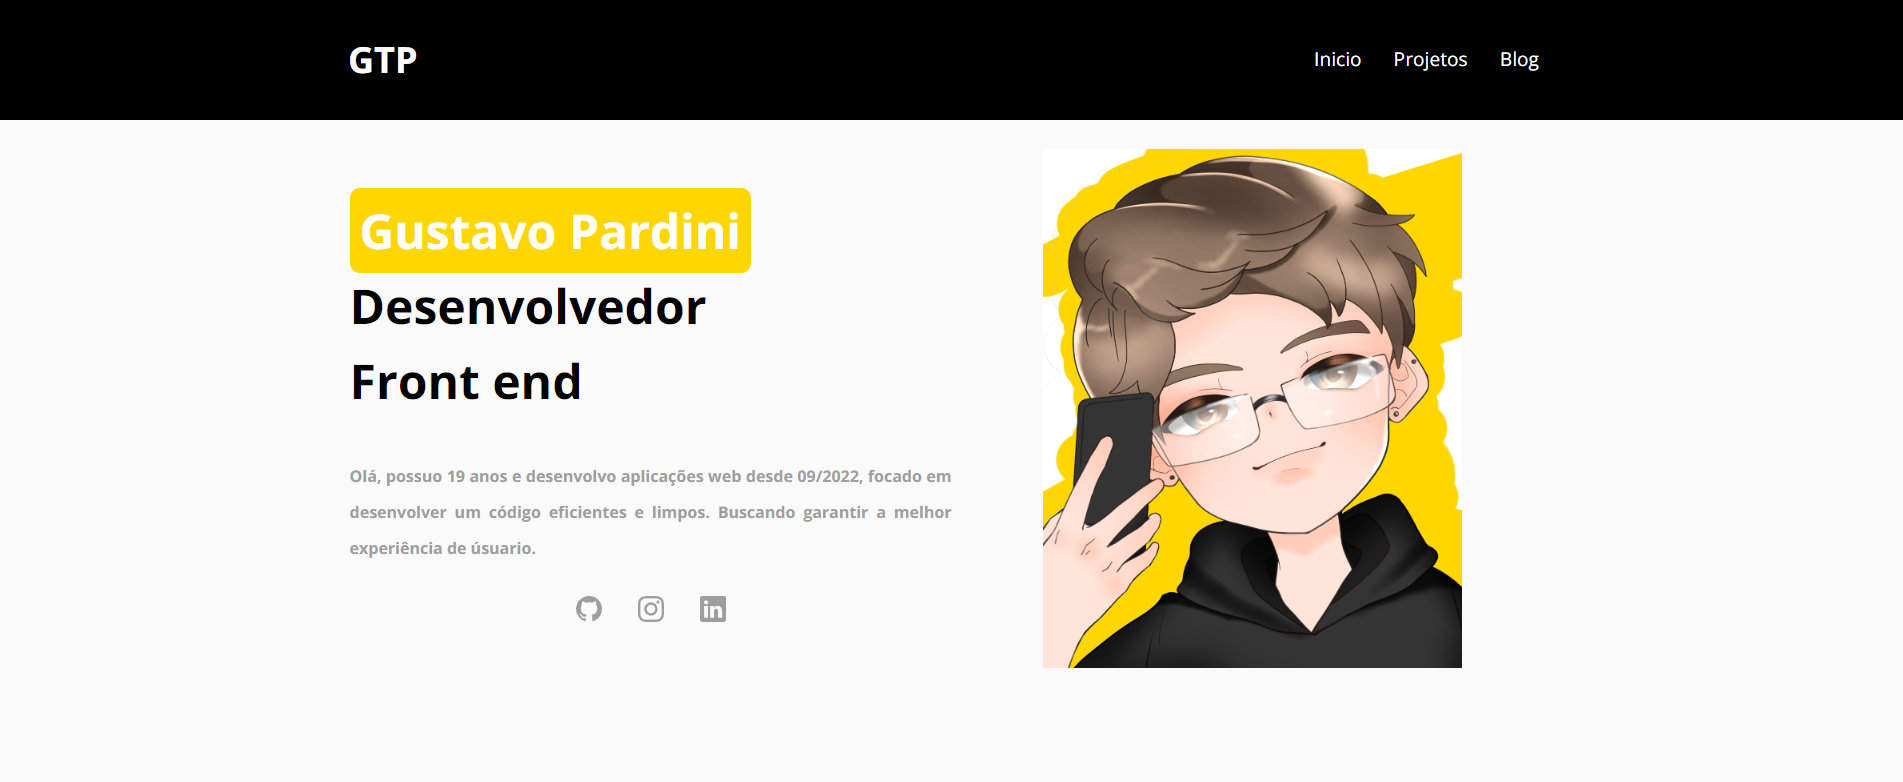 GTP
Inicio
Projetos
Blog
Gustavo Pardini
Desenvolvedor
Front end
Olá, possuo 19 anos e desenvolvo aplicações web desde 09/2022, focado em
desenvolver um código eficientes e limpos. Buscando garantir a melhor
experiência de úsuario.
in